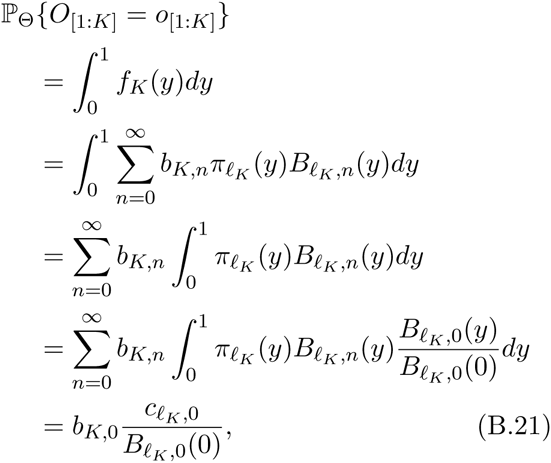 ℙ_Θ{O_{[1:K]} = o_{[1:K]}}
= ∫_0^1 f_K(y)dy
= ∫_0^1 ∑_{n=0}^∞ b_{K,n}π_{ℓ_K}(y)B_{ℓ_K,n}(y)dy
= ∑_{n=0}^∞ b_{K,n} ∫_0^1 π_{ℓ_K}(y)B_{ℓ_K,n}(y)dy
= ∑_{n=0}^∞ b_{K,n} ∫_0^1 π_{ℓ_K}(y)B_{ℓ_K,n}(y) \frac{B_{ℓ_K,0}(y)}{B_{ℓ_K,0}(0)} dy
= b_{K,0} \frac{c_{ℓ_K,0}}{B_{ℓ_K,0}(0)}, (B.21)